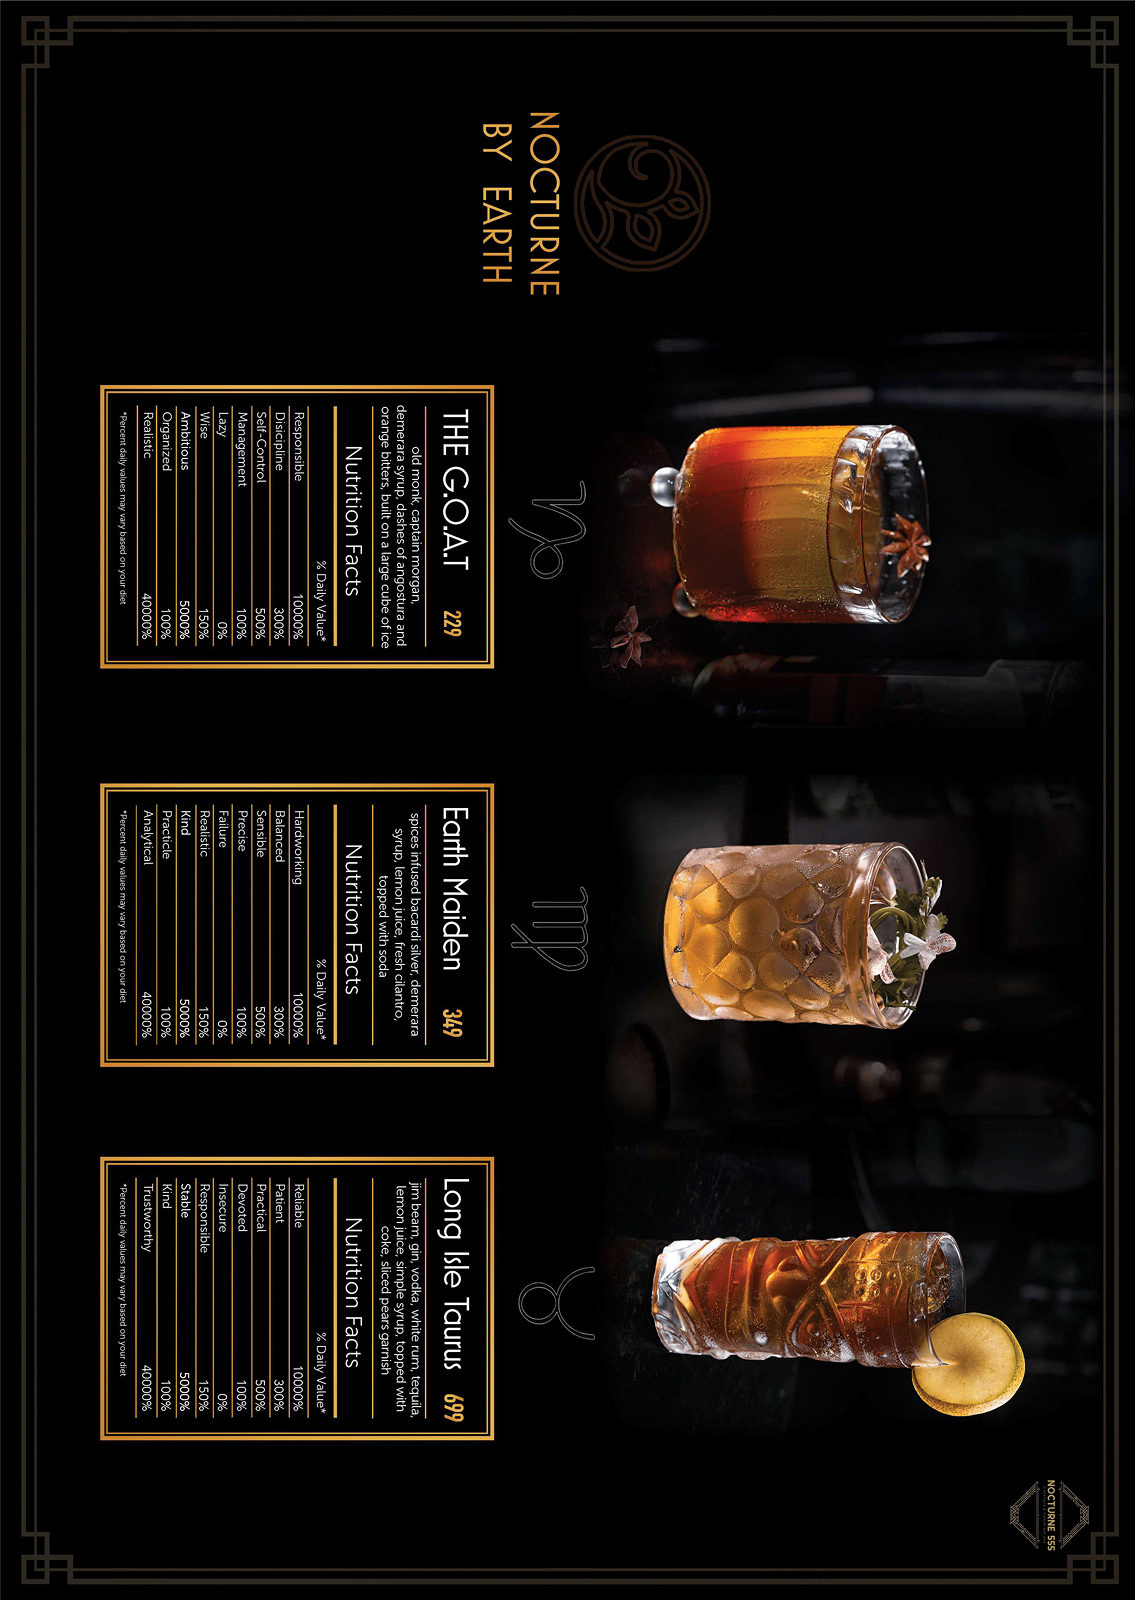 NOCTURNE
BY EARTH
THE G.O.A.T 229
old monk, captain morgan,
demerara syrup, dashes of angostura and
orange bitters, built on a large cube of ice
Nutrition Facts
% Daily Value*
Responsible 10000%
Disicipline 300%
Self-Control 500%
Management 100%
Lazy 0%
Wise 150%
Ambitious 5000%
Organized 100%
Realistic 40000%
*Percent daily values may vary based on your diet
Earth Maiden 349
spices infused bacardi silver, demerara
syrup, lemon juice, fresh cilantro,
topped with soda
Nutrition Facts
% Daily Value*
Hardworking 10000%
Balanced 300%
Sensible 500%
Precise 100%
Failure 0%
Realistic 150%
Kind 5000%
Practicle 100%
Analytical 40000%
*Percent daily values may vary based on your diet
Long Isle Taurus 699
jim beam, gin, vodka, white rum, tequila,
lemon juice, simple syrup, topped with
coke, sliced pears garnish
Nutrition Facts
% Daily Value*
Reliable 10000%
Patient 300%
Practical 500%
Devoted 100%
Insecure 0%
Responsible 150%
Stable 5000%
Kind 100%
Trustworthy 40000%
*Percent daily values may vary based on your diet
NOCTURNE 555